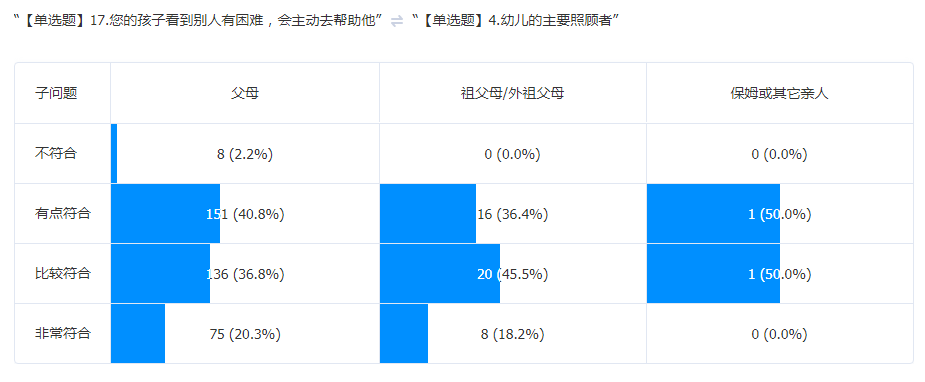 “【单选题】17.您的孩子看到别人有困难，会主动去帮助他” ⇌ “【单选题】4.幼儿的主要照顾者”
子问题 父母 祖父母/外祖父母 保姆或其它亲人
不符合 8 (2.2%) 0 (0.0%) 0 (0.0%)
有点符合 151 (40.8%) 16 (36.4%) 1 (50.0%)
比较符合 136 (36.8%) 20 (45.5%) 1 (50.0%)
非常符合 75 (20.3%) 8 (18.2%) 0 (0.0%)